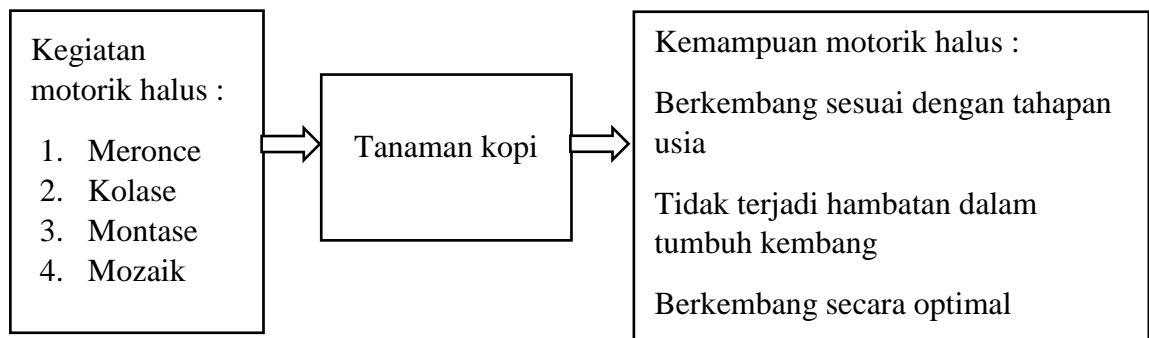 Kegiatan
motorik halus :
1. Meronce
2. Kolase
3. Montase
4. Mozaik
Tanaman kopi
Kemampuan motorik halus :
Berkembang sesuai dengan tahapan
usia
Tidak terjadi hambatan dalam
tumbuh kembang
Berkembang secara optimal